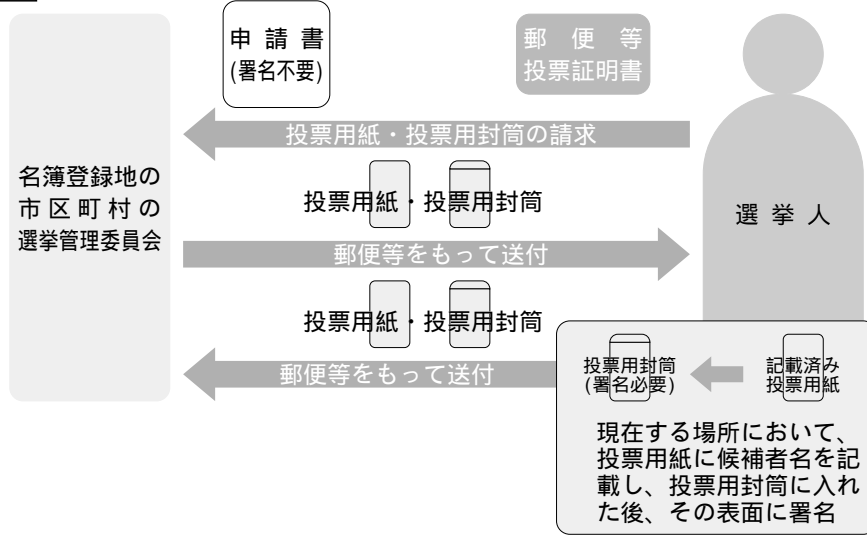 申請書
(署名不要)
郵便等
投票証明書
投票用紙・投票用封筒の請求
名簿登録地の
市区町村の
選挙管理委員会
投票用紙・投票用封筒
選挙人
郵便等をもって送付
投票用紙・投票用封筒
郵便等をもって送付
投票用封筒
(署名必要)
記載済み
投票用紙
現在する場所において、
投票用紙に候補者名を記
載し、投票用封筒に入れ
た後、その表面に署名